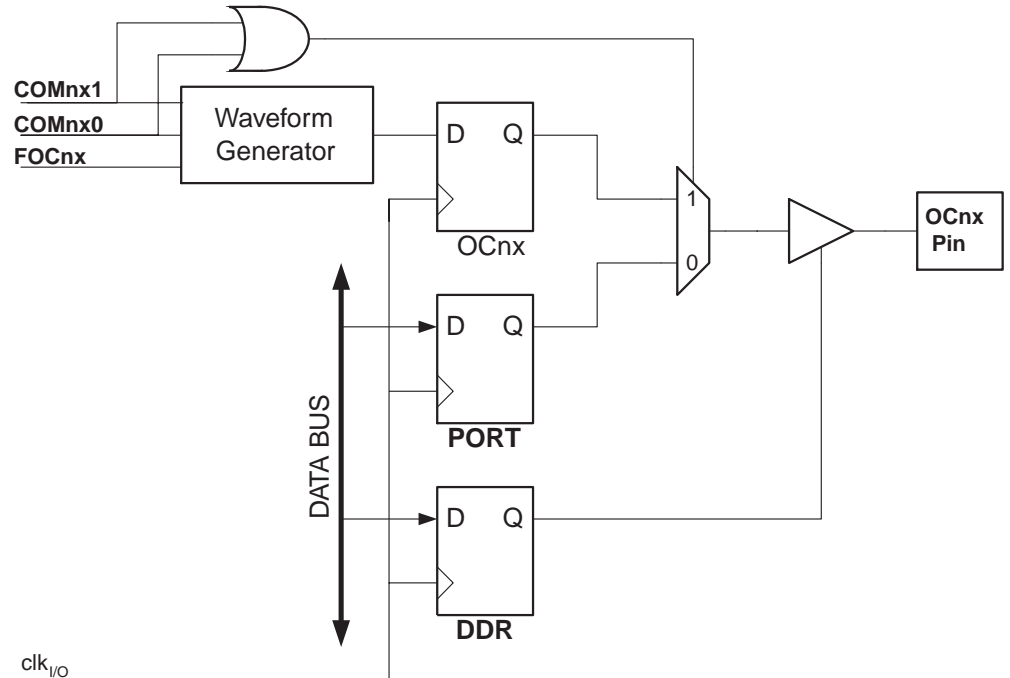 COMnx1
COMnx0
FOCnx
Waveform
Generator
D Q
OCnx
1
0
OCnx
Pin
D Q
PORT
DATA BUS
D Q
DDR
clkI/O